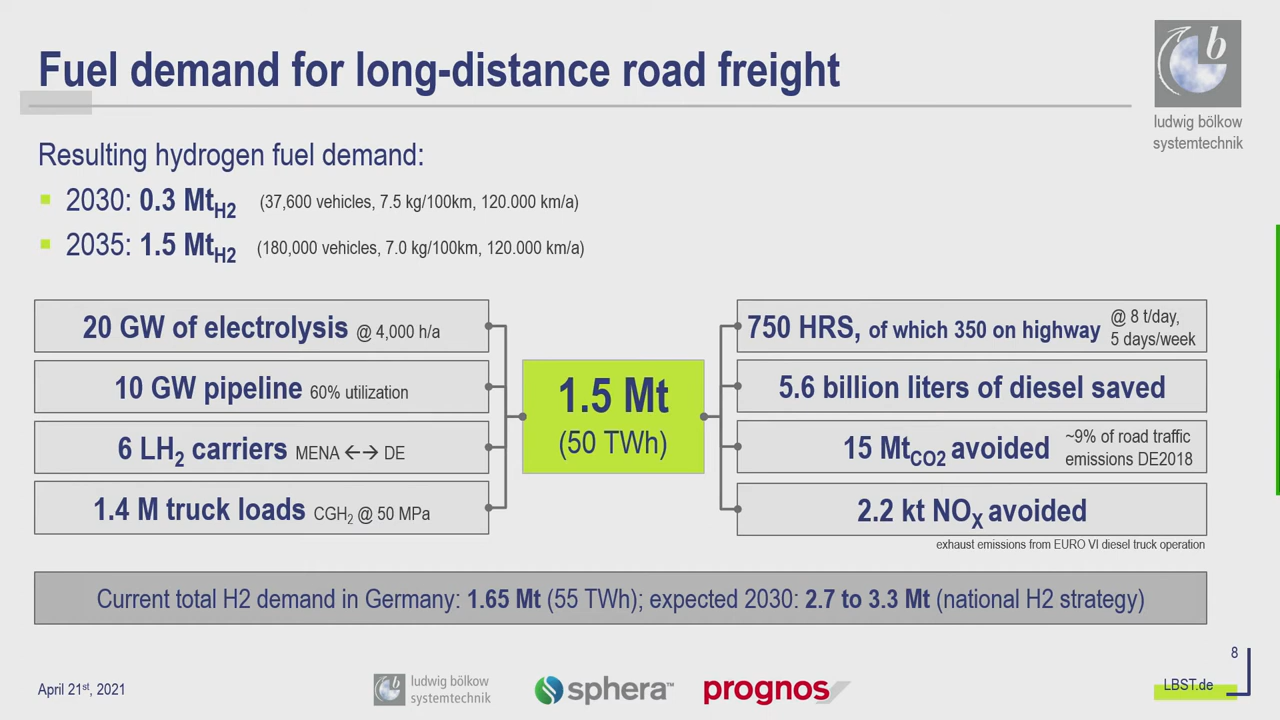 Fuel demand for long-distance road freight
b
ludwig bölkow
systemtechnik
Resulting hydrogen fuel demand:
2030: 0.3 MtH2 (37,600 vehicles, 7.5 kg/100km, 120.000 km/a)
2035: 1.5 MtH2 (180,000 vehicles, 7.0 kg/100km, 120.000 km/a)
20 GW of electrolysis @ 4,000 h/a
10 GW pipeline 60% utilization
6 LH2 carriers MENA ←→ DE
1.4 M truck loads CGH2 @ 50 MPa
1.5 Mt
(50 TWh)
750 HRS, of which 350 on highway @ 8 t/day,
5 days/week
5.6 billion liters of diesel saved
15 MtCO2 avoided ~9% of road traffic
emissions DE2018
2.2 kt NOX avoided
exhaust emissions from EURO VI diesel truck operation
Current total H2 demand in Germany: 1.65 Mt (55 TWh); expected 2030: 2.7 to 3.3 Mt (national H2 strategy)
8
April 21st, 2021
b
ludwig bölkow
systemtechnik
sphera™
prognos
LBST.de